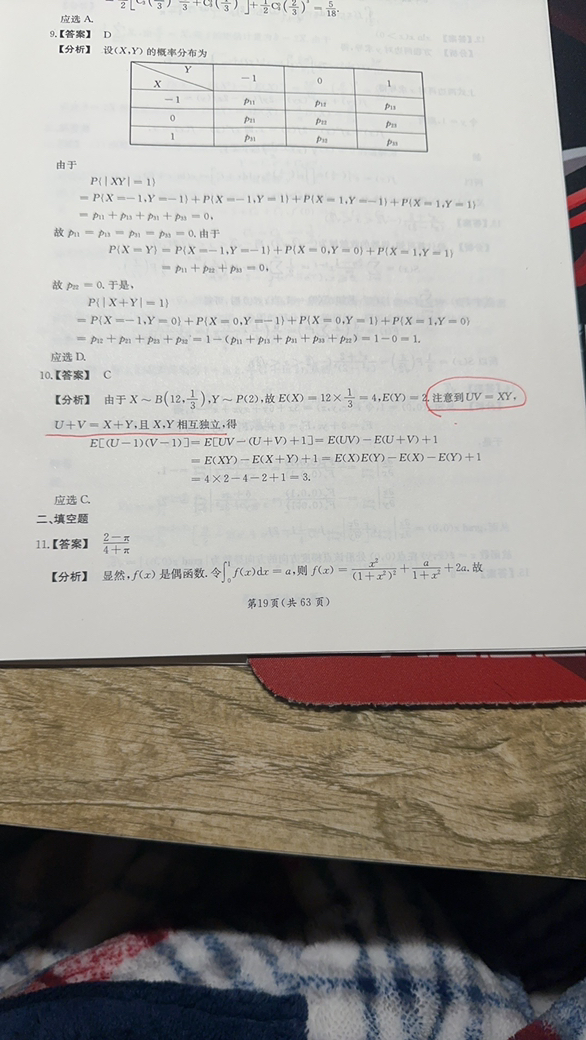 应选 A.
9.【答案】 D
【分析】 设(X,Y)的概率分布为
Y
X
-1 0 1
-1 p₁₁ p₁₂ p₁₃
0 p₂₁ p₂₂ p₂₃
1 p₃₁ p₃₂ p₃₃
由于
P{|XY|=1}
=P{X=-1,Y=-1}+P{X=-1,Y=1}+P{X=1,Y=-1}+P{X=1,Y=1}
=p₁₁+p₁₃+p₃₁+p₃₃=0,
故 p₁₁=p₁₃=p₃₁=p₃₃=0.由于
P{X=Y}=P{X=-1,Y=-1}+P{X=0,Y=0}+P{X=1,Y=1}
=p₁₁+p₂₂+p₃₃=0,
故 p₂₂=0.于是,
P{|X+Y|=1}
=P{X=-1,Y=0}+P{X=0,Y=-1}+P{X=0,Y=1}+P{X=1,Y=0}
=p₁₂+p₂₁+p₂₃+p₃₂=1-(p₁₁+p₁₃+p₃₁+p₃₃+p₂₂)=1-0=1.
应选 D.
10.【答案】 C
【分析】 由于 X~B(12,1/3),Y~P(2),故 E(X)=12×1/3=4,E(Y)=2.注意到UV=XY,
U+V=X+Y,且 X,Y 相互独立,得
E[(U-1)(V-1)]=E[UV-(U+V)+1]=E(UV)-E(U+V)+1
=E(XY)-E(X+Y)+1=E(X)E(Y)-E(X)-E(Y)+1
=4×2-4-2+1=3.
应选 C.
二、填空题
11.【答案】 (2-π)/(4+π)
【分析】 显然,f(x)是偶函数.令∫₀¹f(x)dx=a,则 f(x)=x²/(1+x²)²+a/(1+x²)+2a.故
第19页(共63页)